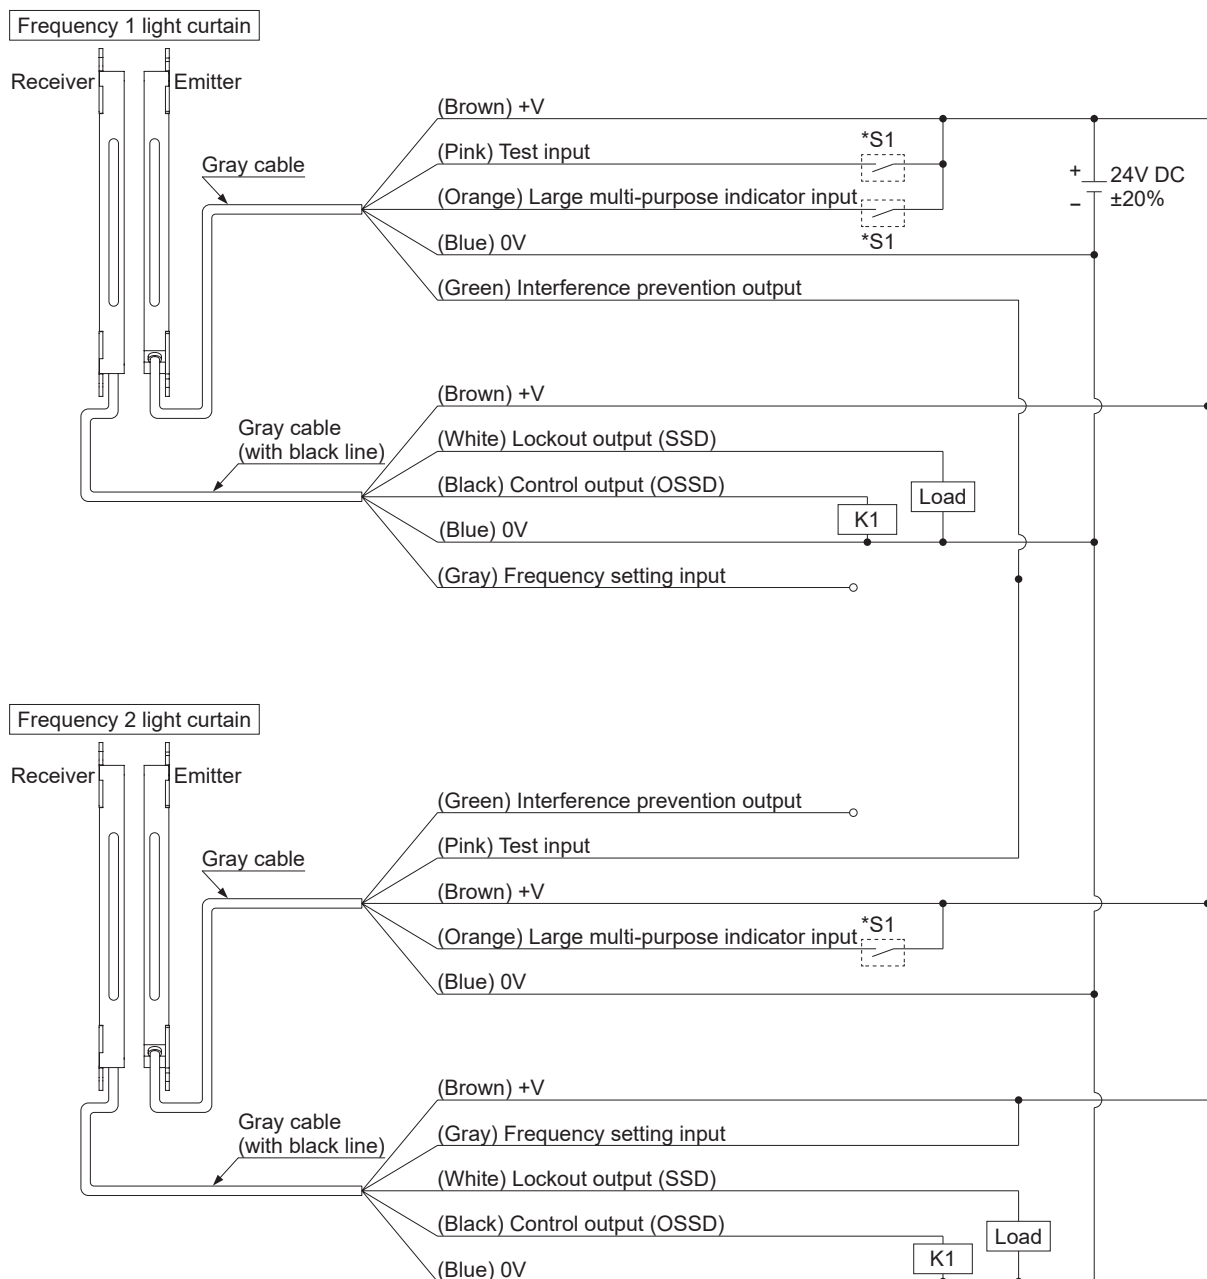 Frequency 1 light curtain
Receiver
Emitter
(Brown) +V
*S1
(Pink) Test input
Gray cable
+
24V DC
(Orange) Large multi-purpose indicator input
−
±20%
*S1
(Blue) 0V
(Green) Interference prevention output
(Brown) +V
Gray cable
(with black line)
(White) Lockout output (SSD)
(Black) Control output (OSSD)
Load
K1
(Blue) 0V
(Gray) Frequency setting input
Frequency 2 light curtain
Receiver
Emitter
(Green) Interference prevention output
(Pink) Test input
Gray cable
(Brown) +V
*S1
(Orange) Large multi-purpose indicator input
(Blue) 0V
(Brown) +V
Gray cable
(with black line)
(Gray) Frequency setting input
(White) Lockout output (SSD)
(Black) Control output (OSSD)
Load
K1
(Blue) 0V